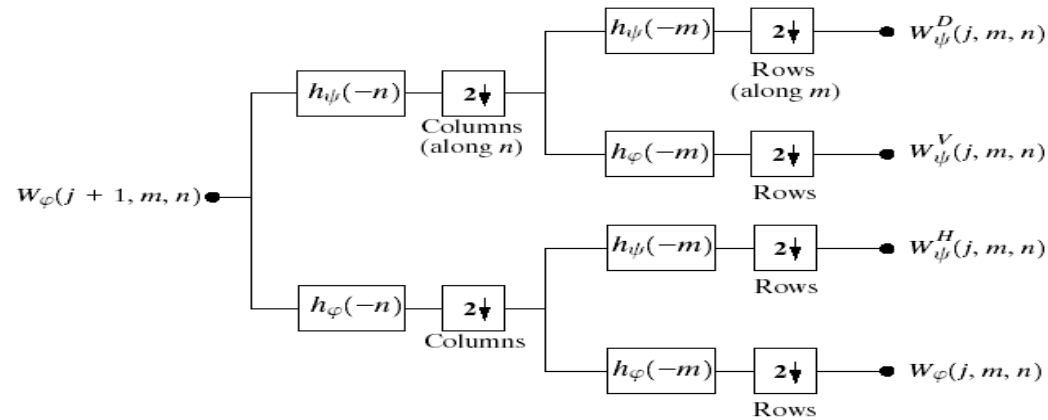 h_ψ(−m)
2↓
W_ψ^D(j, m, n)
Rows
(along m)
h_ψ(−n)
2↓
Columns
(along n)
h_φ(−m)
2↓
W_ψ^V(j, m, n)
Rows
W_φ(j + 1, m, n)
h_ψ(−m)
2↓
W_ψ^H(j, m, n)
Rows
h_φ(−n)
2↓
Columns
h_φ(−m)
2↓
W_φ(j, m, n)
Rows